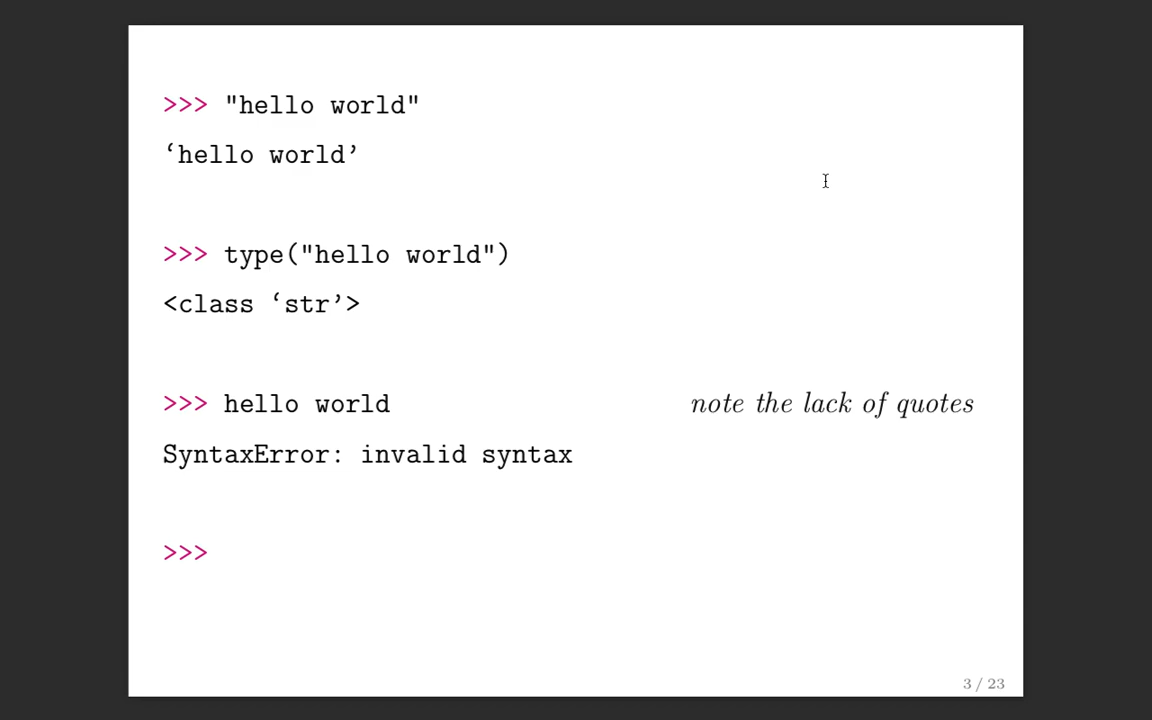 >>> "hello world"
‘hello world’
>>> type("hello world")
<class ‘str’>
>>> hello world note the lack of quotes
SyntaxError: invalid syntax
>>>
3 / 23